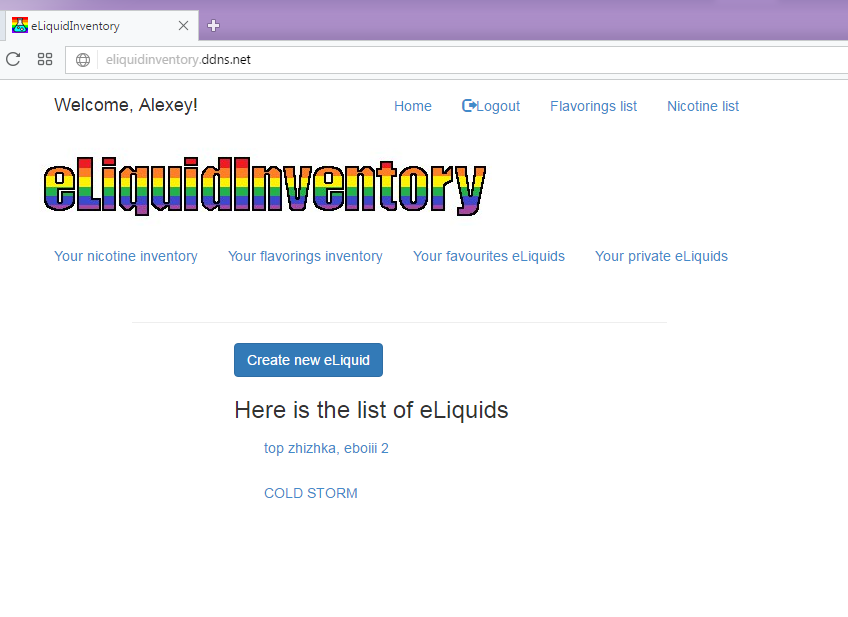 eLiquidInventory
eliquidinventory.ddns.net
Welcome, Alexey! Home Logout Flavorings list Nicotine list
eLiquidInventory
Your nicotine inventory Your flavorings inventory Your favourites eLiquids Your private eLiquids
Create new eLiquid
Here is the list of eLiquids
top zhizhka, eboiii 2
COLD STORM